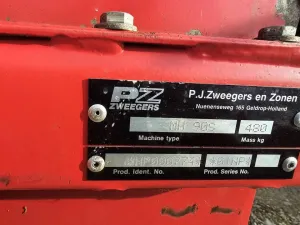 PZ
ZWEEGERS
P.J.Zweegers en Zonen
Nuenenseweg 165 Geldrop-Holland
480
Machine type
Mass kg
Prod. Ident. No.
Prod. Series No.